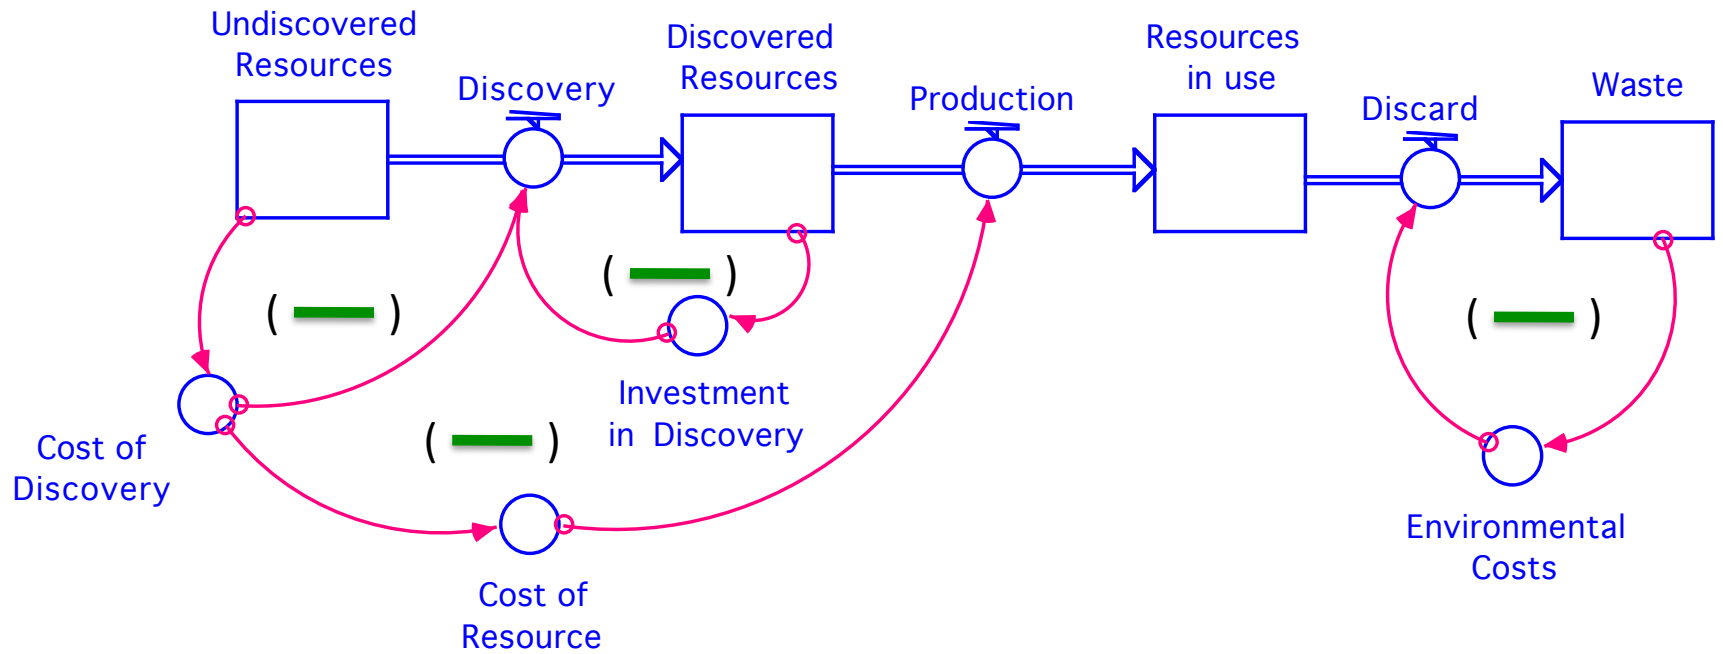 Undiscovered
Resources
Discovery
Discovered
Resources
Production
Resources
in use
Discard
Waste
( — )
( — )
( — )
Investment
in Discovery
Cost of
Discovery
( — )
Environmental
Costs
Cost of
Resource